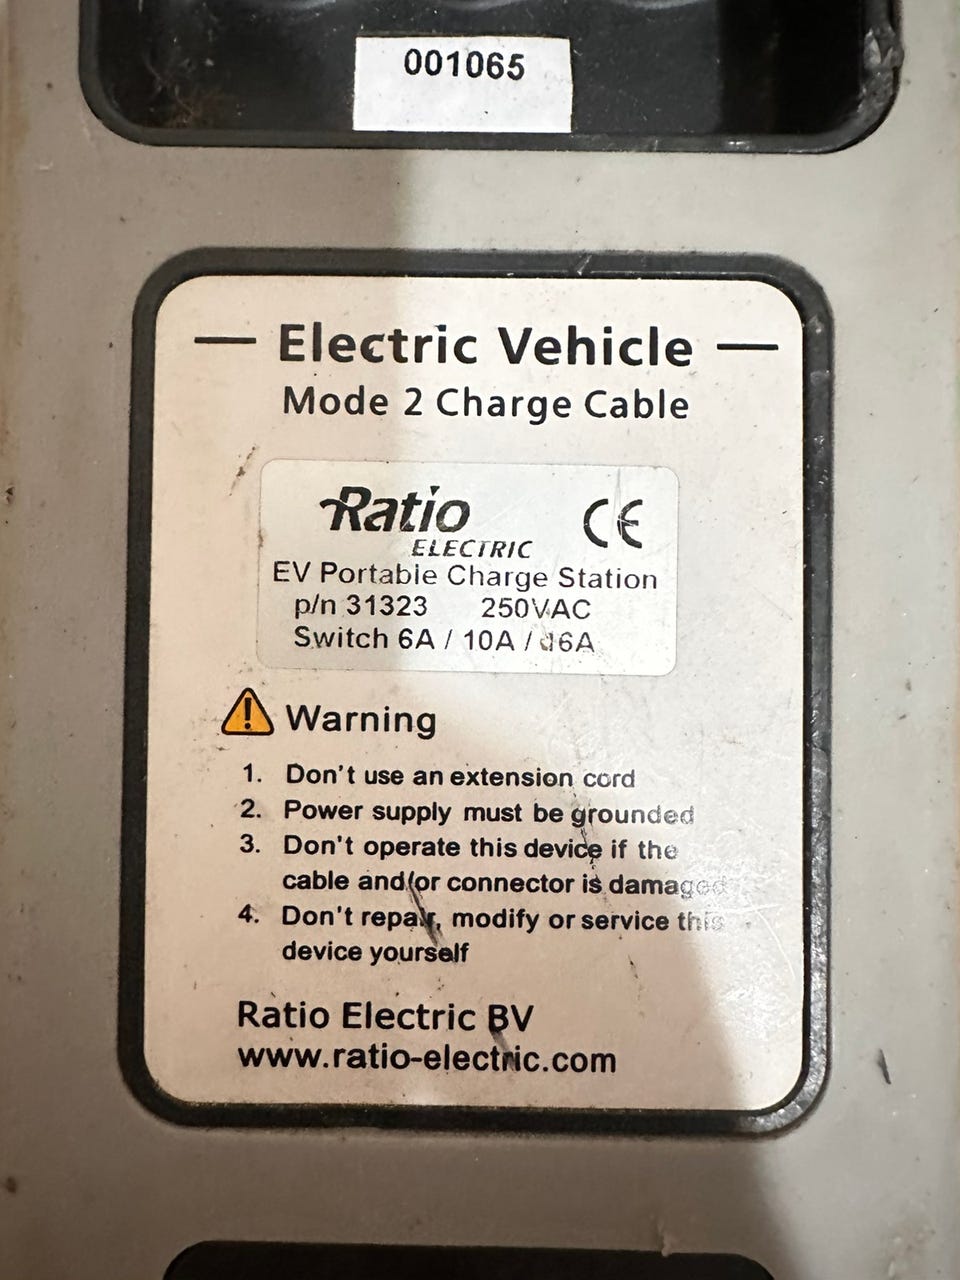 001065
Electric Vehicle
Mode 2 Charge Cable
Ratio
ELECTRIC
CE
EV Portable Charge Station
p/n 31323 250VAC
Switch 6A / 10A / 16A
Warning
1. Don't use an extension cord
2. Power supply must be grounded
3. Don't operate this device if the
cable and/or connector is damaged
4. Don't repair, modify or service this
device yourself
Ratio Electric BV
www.ratio-electric.com